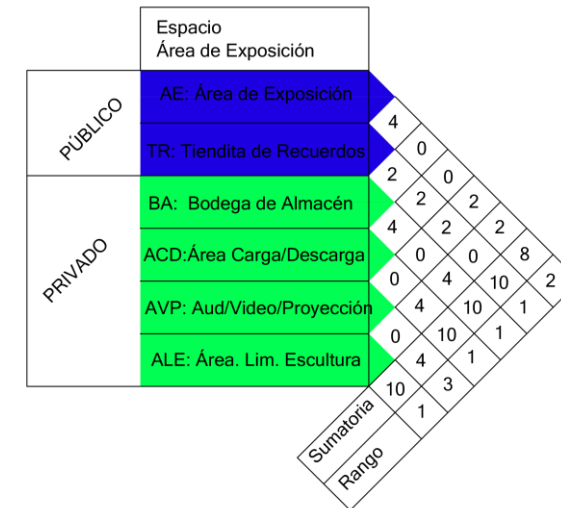 Espacio
Área de Exposición
PÚBLICO
AE: Área de Exposición
TR: Tiendita de Recuerdos
PRIVADO
BA: Bodega de Almacén
ACD:Área Carga/Descarga
AVP: Aud/Video/Proyección
ALE: Área. Lim. Escultura
4
0
2 0
2 2
4 2 2
0 0 8
0 4 10 2
4 10 1
0 10 1
4 1
10 3
1
Sumatoria
Rango